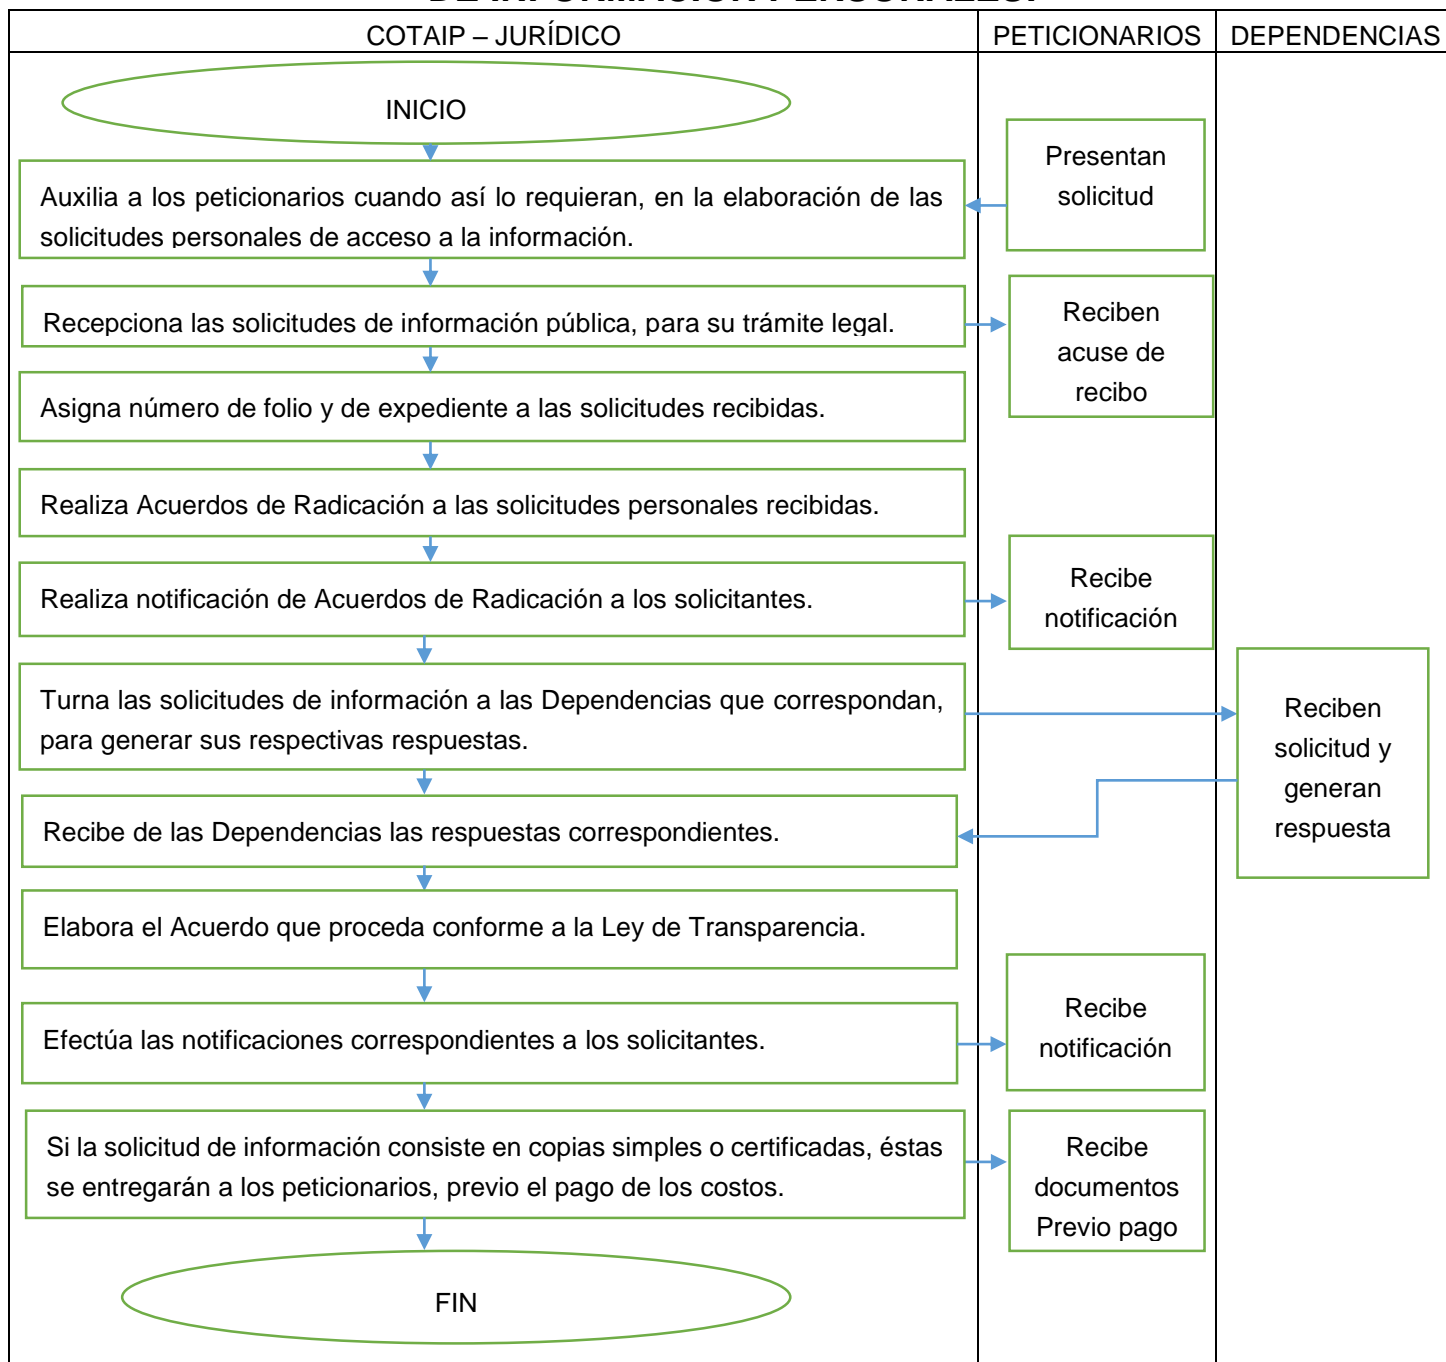 DE INFORMACIÓN PERSONALES.
COTAIP – JURÍDICO
PETICIONARIOS
DEPENDENCIAS
INICIO
Presentan
solicitud
Auxilia a los peticionarios cuando así lo requieran, en la elaboración de las
solicitudes personales de acceso a la información.
Recepciona las solicitudes de información pública, para su trámite legal.
Reciben
acuse de
recibo
Asigna número de folio y de expediente a las solicitudes recibidas.
Realiza Acuerdos de Radicación a las solicitudes personales recibidas.
Realiza notificación de Acuerdos de Radicación a los solicitantes.
Recibe
notificación
Turna las solicitudes de información a las Dependencias que correspondan,
para generar sus respectivas respuestas.
Reciben
solicitud y
generan
respuesta
Recibe de las Dependencias las respuestas correspondientes.
Elabora el Acuerdo que proceda conforme a la Ley de Transparencia.
Efectúa las notificaciones correspondientes a los solicitantes.
Recibe
notificación
Si la solicitud de información consiste en copias simples o certificadas, éstas
se entregarán a los peticionarios, previo el pago de los costos.
Recibe
documentos
Previo pago
FIN